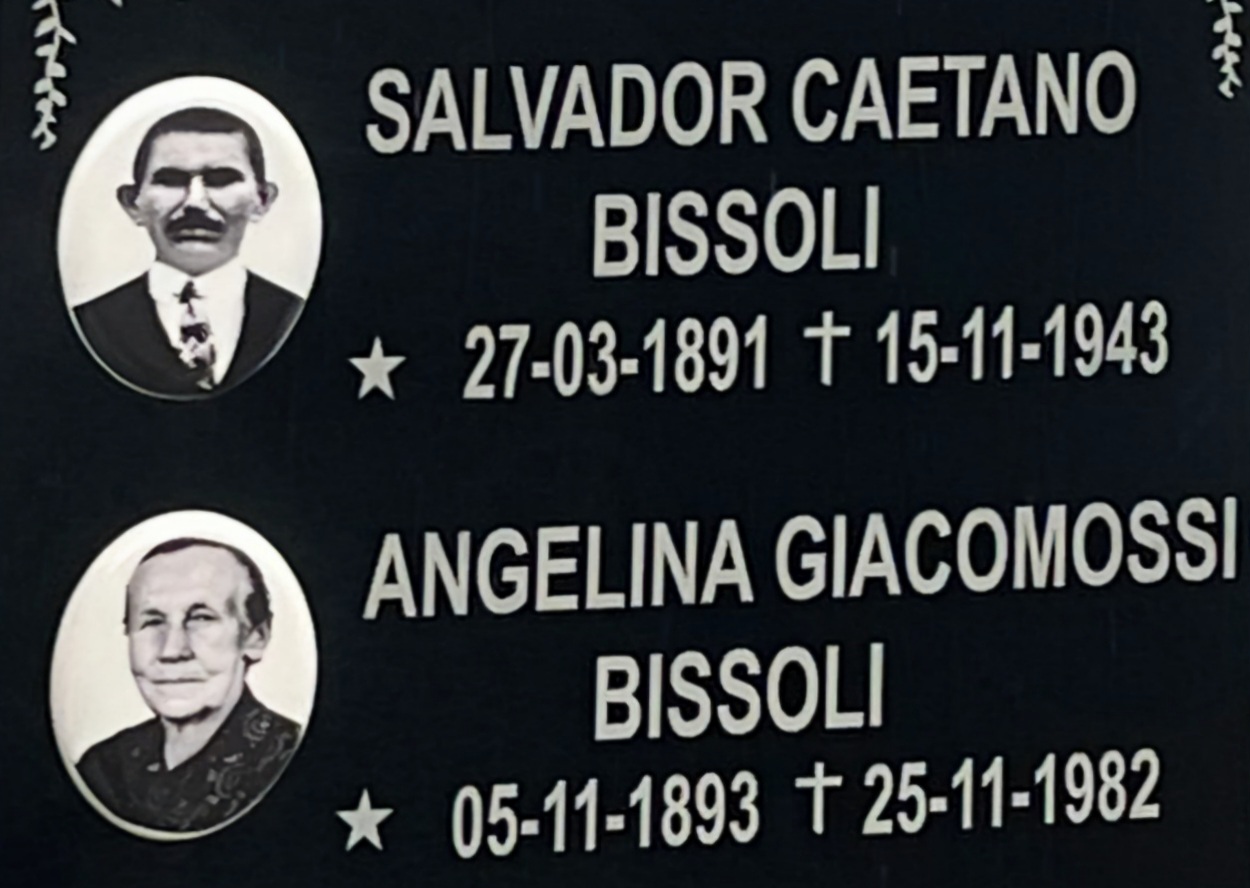 SALVADOR CAETANO
BISSOLI
★ 27-03-1891 ✝ 15-11-1943
ANGELINA GIACOMOSSI
BISSOLI
★ 05-11-1893 ✝ 25-11-1982